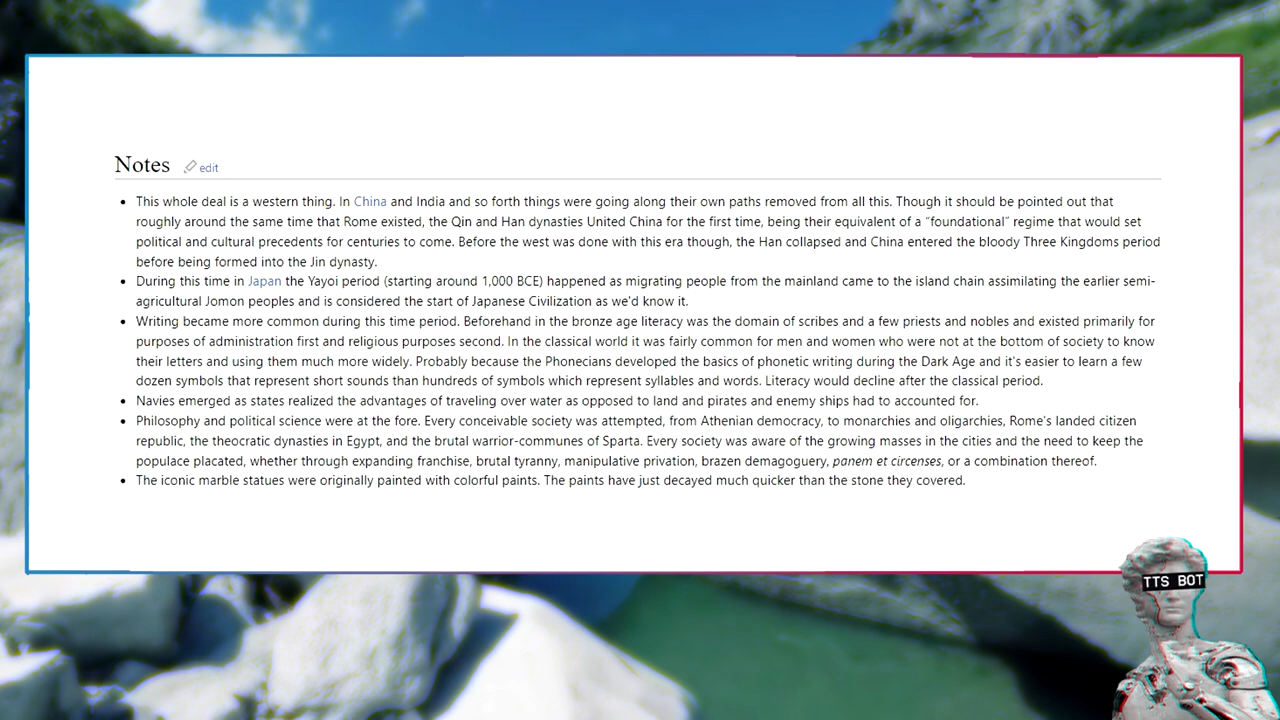 Notes edit
This whole deal is a western thing. In China and India and so forth things were going along their own paths removed from all this. Though it should be pointed out that
roughly around the same time that Rome existed, the Qin and Han dynasties United China for the first time, being their equivalent of a "foundational" regime that would set
political and cultural precedents for centuries to come. Before the west was done with this era though, the Han collapsed and China entered the bloody Three Kingdoms period
before being formed into the Jin dynasty.
During this time in Japan the Yayoi period (starting around 1,000 BCE) happened as migrating people from the mainland came to the island chain assimilating the earlier semi-
agricultural Jomon peoples and is considered the start of Japanese Civilization as we'd know it.
Writing became more common during this time period. Beforehand in the bronze age literacy was the domain of scribes and a few priests and nobles and existed primarily for
purposes of administration first and religious purposes second. In the classical world it was fairly common for men and women who were not at the bottom of society to know
their letters and using them much more widely. Probably because the Phonecians developed the basics of phonetic writing during the Dark Age and it's easier to learn a few
dozen symbols that represent short sounds than hundreds of symbols which represent syllables and words. Literacy would decline after the classical period.
Navies emerged as states realized the advantages of traveling over water as opposed to land and pirates and enemy ships had to accounted for.
Philosophy and political science were at the fore. Every conceivable society was attempted, from Athenian democracy, to monarchies and oligarchies, Rome's landed citizen
republic, the theocratic dynasties in Egypt, and the brutal warrior-communes of Sparta. Every society was aware of the growing masses in the cities and the need to keep the
populace placated, whether through expanding franchise, brutal tyranny, manipulative privation, brazen demagoguery, panem et circenses, or a combination thereof.
The iconic marble statues were originally painted with colorful paints. The paints have just decayed much quicker than the stone they covered.
TTS BOT